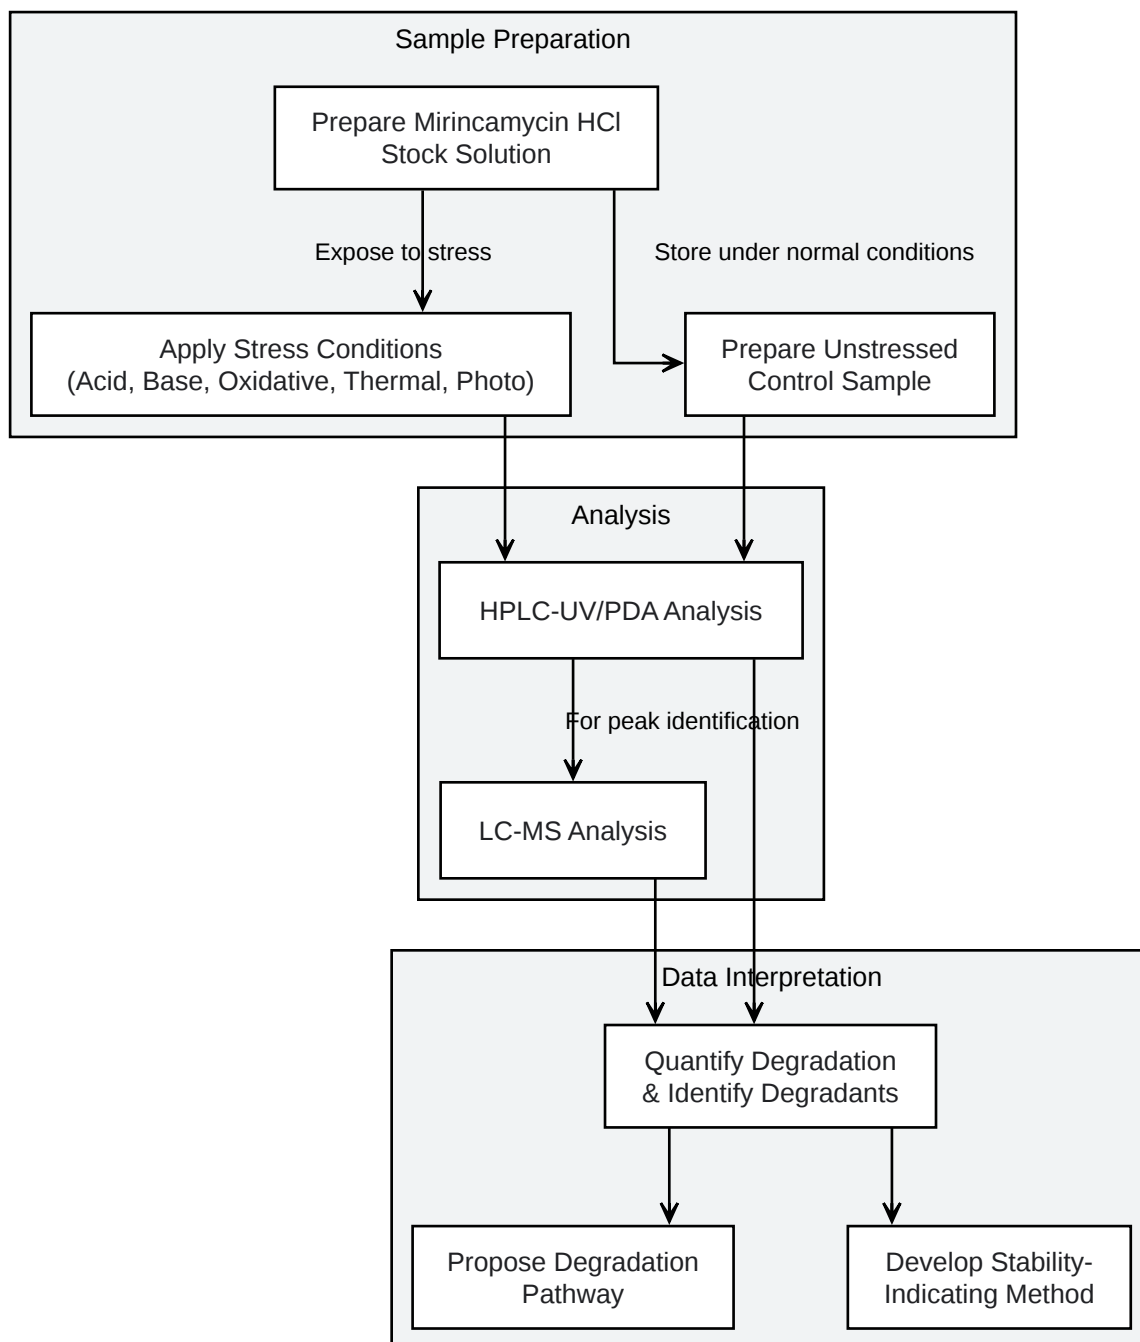 Sample Preparation
Prepare Mirincamycin HCl
Stock Solution
Expose to stress
Store under normal conditions
Apply Stress Conditions
(Acid, Base, Oxidative, Thermal, Photo)
Prepare Unstressed
Control Sample
Analysis
HPLC-UV/PDA Analysis
For peak identification
LC-MS Analysis
Data Interpretation
Quantify Degradation
& Identify Degradants
Propose Degradation
Pathway
Develop Stability-
Indicating Method